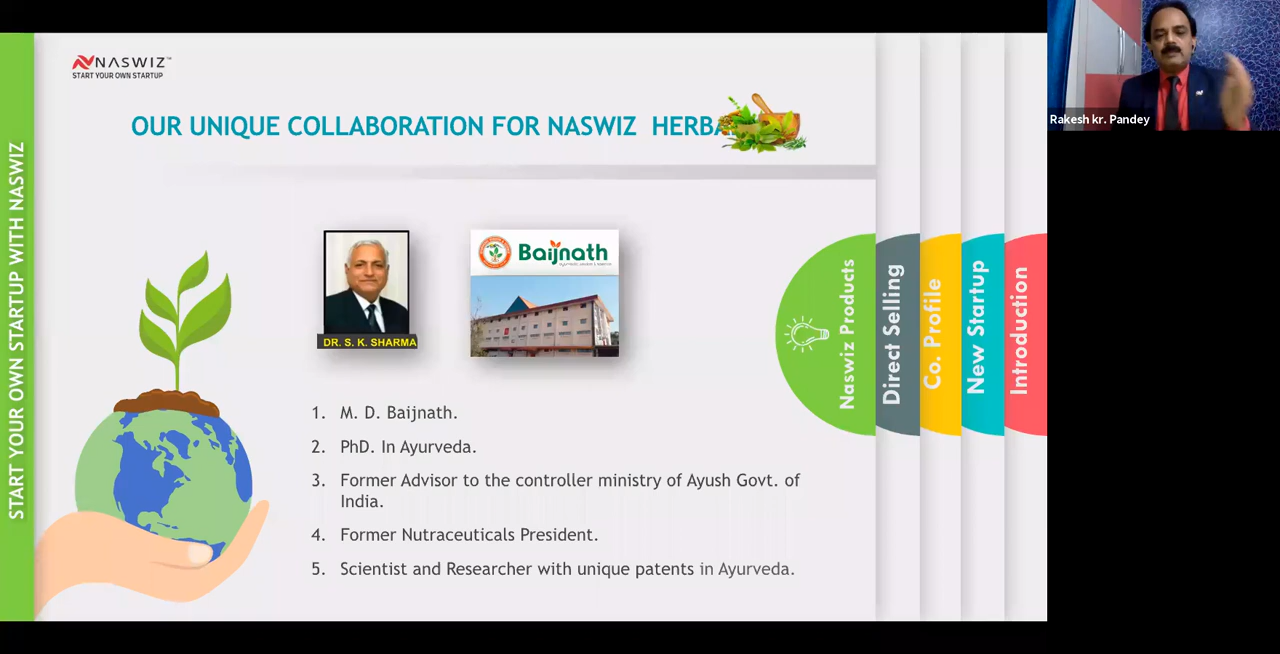 START YOUR OWN STARTUP WITH NASWIZ
NASWIZ™
START YOUR OWN STARTUP
OUR UNIQUE COLLABORATION FOR NASWIZ HERBA
DR. S. K. SHARMA
Baijnath
1. M. D. Baijnath.
2. PhD. In Ayurveda.
3. Former Advisor to the controller ministry of Ayush Govt. of
India.
4. Former Nutraceuticals President.
5. Scientist and Researcher with unique patents in Ayurveda.
Naswiz Products
Direct Selling
Co. Profile
New Startup
Introduction
Rakesh kr. Pandey